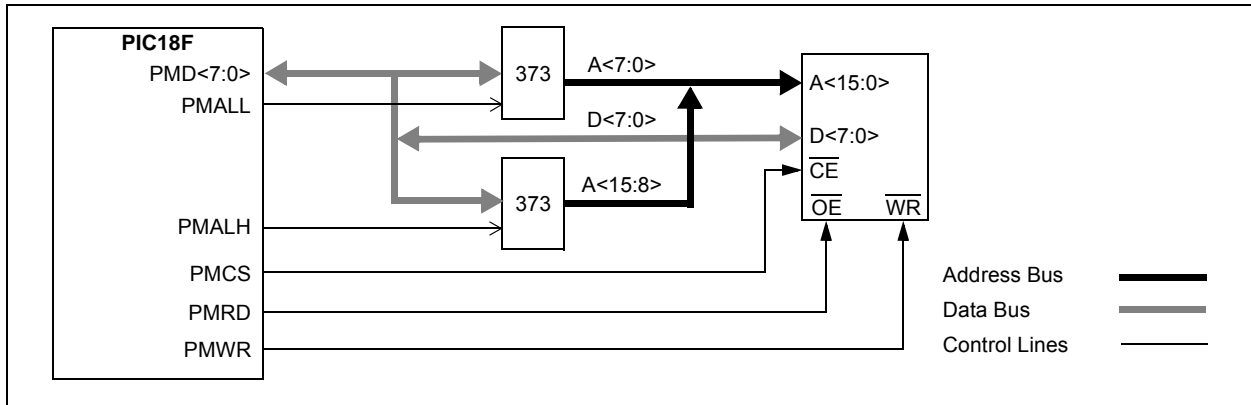 PIC18F
PMD<7:0>
PMALL
PMALH
PMCS
PMRD
PMWR
373
A<7:0>
D<7:0>
373
A<15:8>
A<15:0>
D<7:0>
CE
OE WR
Address Bus
Data Bus
Control Lines